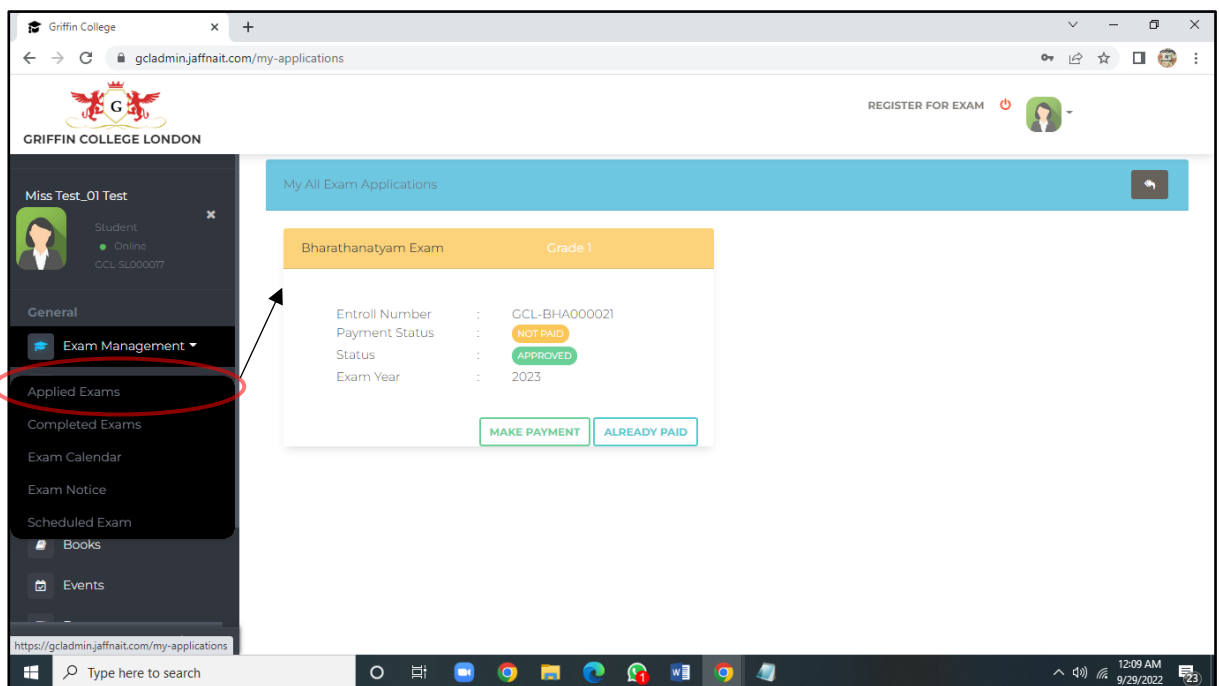 Griffin College
gcladmin.jaffnait.com/my-applications
G
GRIFFIN COLLEGE LONDON
REGISTER FOR EXAM
Miss Test_01 Test
Student
Online
GCL-SL000017
General
Exam Management
Applied Exams
Completed Exams
Exam Calendar
Exam Notice
Scheduled Exam
Books
Events
https://gcladmin.jaffnait.com/my-applications
My All Exam Applications
Bharathanatyam Exam Grade 1
Entroll Number : GCL-BHA000021
Payment Status : NOT PAID
Status : APPROVED
Exam Year : 2023
MAKE PAYMENT ALREADY PAID
Type here to search
12:09 AM
9/29/2022
23